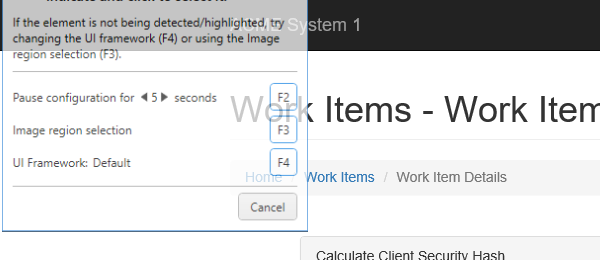 indicate and click to select it.
If the element is not being detected/highlighted, try
changing the UI framework (F4) or using the Image
region selection (F3).
Pause configuration for 5 seconds F2
Image region selection F3
UI Framework: Default F4
Cancel
System 1
Work Items - Work Item
Home / Work Items / Work Item Details
Calculate Client Security Hash